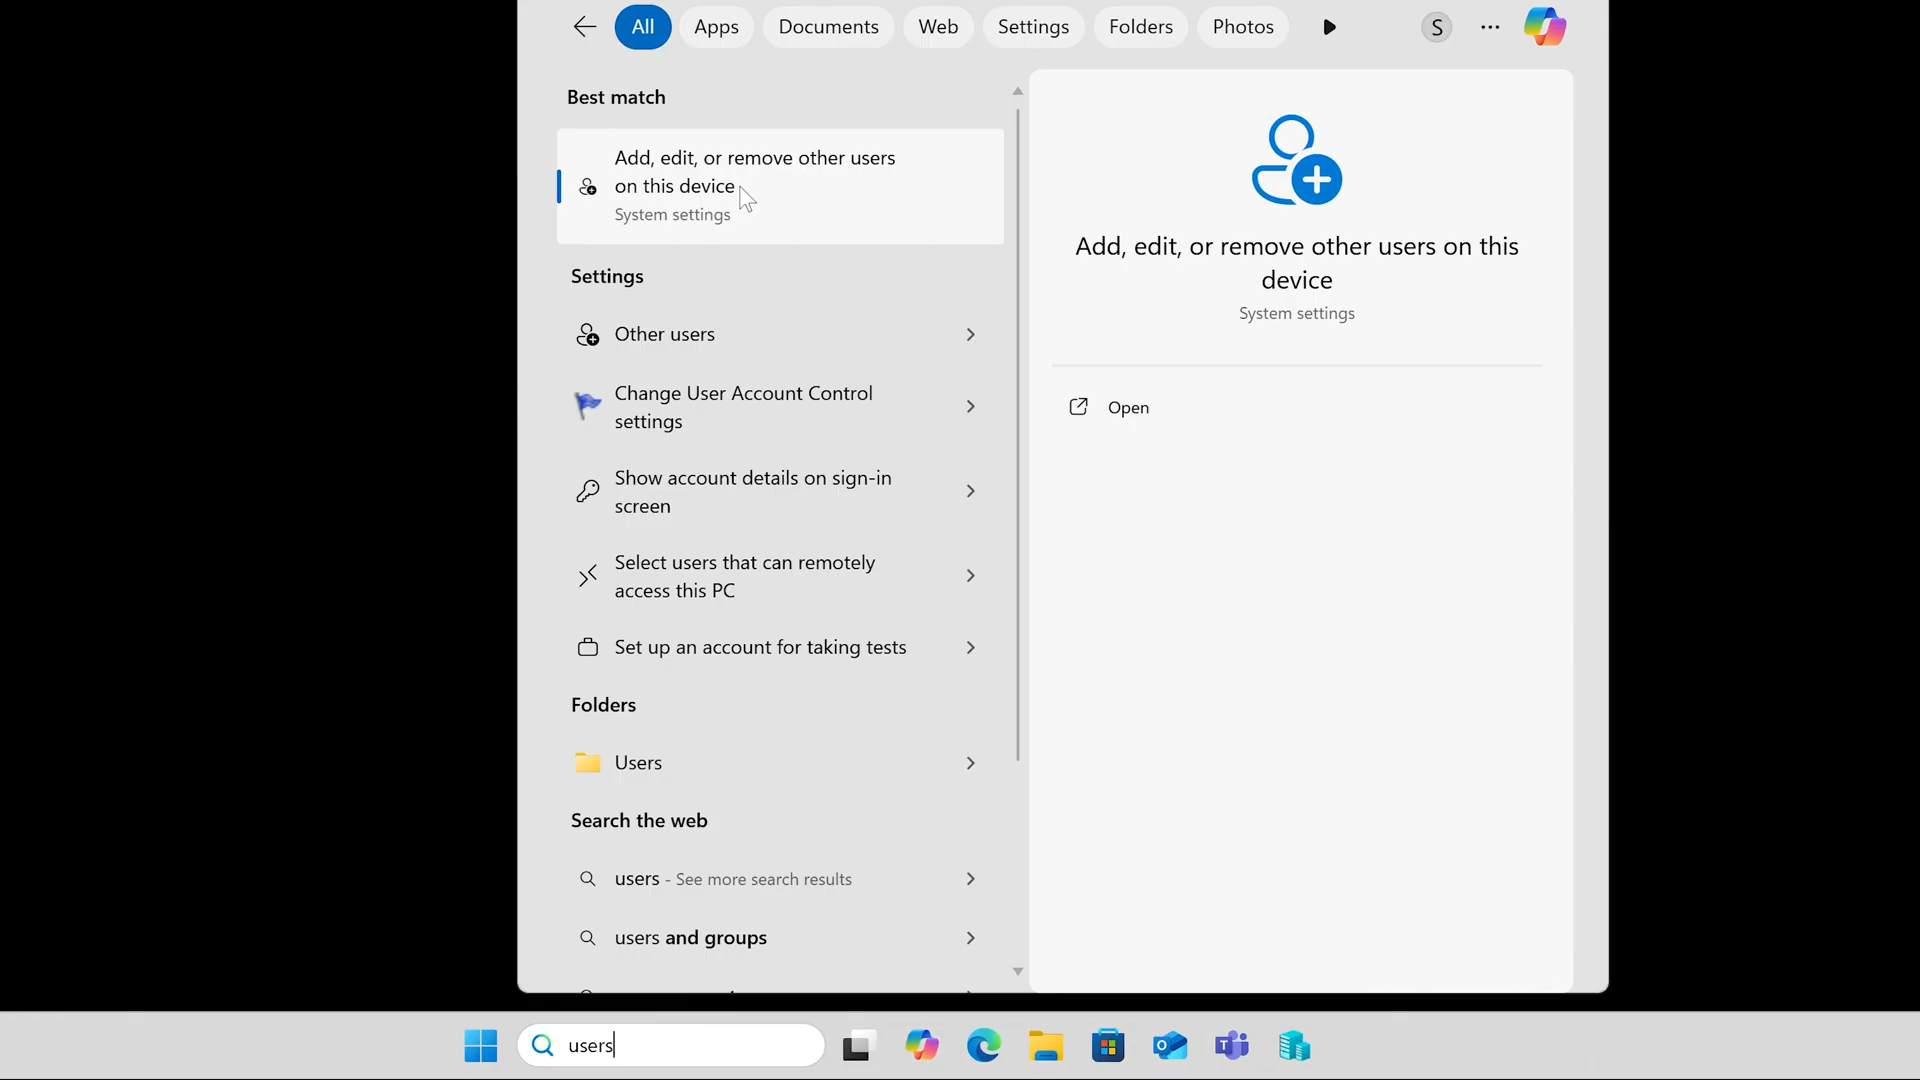 All
Apps
Documents
Web
Settings
Folders
Photos
S
Best match
Add, edit, or remove other users
on this device
System settings
Settings
Other users
Change User Account Control
settings
Show account details on sign-in
screen
Select users that can remotely
access this PC
Set up an account for taking tests
Folders
Users
Search the web
users - See more search results
users and groups
Add, edit, or remove other users on this
device
System settings
Open
users